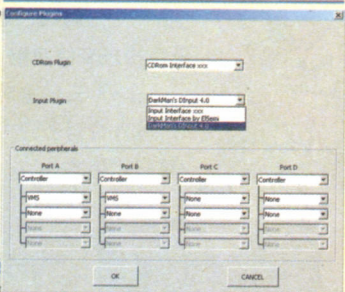 Configure Plugins
CDRom Plugin
CDRom Interface xxx
Input Plugin
DarkMan's DInput 4.0
Input Interface xxx
Input Interface by Elsemi
DarkMan's DInput 4.0
Connected peripherals
Port A Port B Port C Port D
Controller Controller Controller Controller
VMS VMS None None
None None None None
None None None None
None None None None
OK CANCEL